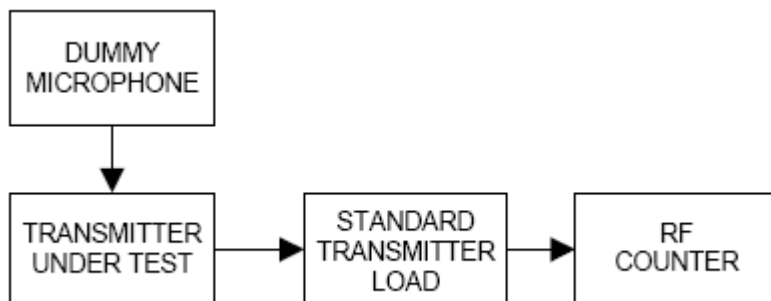 DUMMY
MICROPHONE
TRANSMITTER
UNDER TEST
STANDARD
TRANSMITTER
LOAD
RF
COUNTER